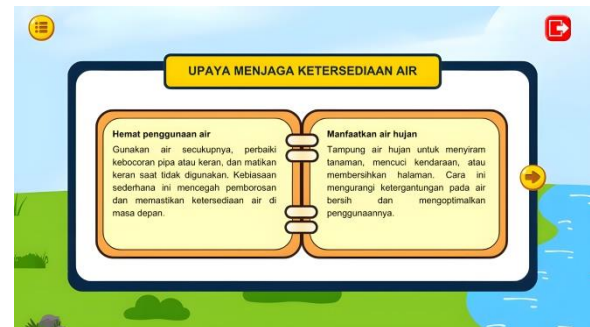 UPAYA MENJAGA KETERSEDIAAN AIR
Hemat penggunaan air
Gunakan air secukupnya, perbaiki
kebocoran pipa atau keran, dan matikan
keran saat tidak digunakan. Kebiasaan
sederhana ini mencegah pemborosan
dan memastikan ketersediaan air di
masa depan.
Manfaatkan air hujan
Tampung air hujan untuk menyiram
tanaman, mencuci kendaraan, atau
membersihkan halaman. Cara ini
mengurangi ketergantungan pada air
bersih dan mengoptimalkan
penggunaannya.